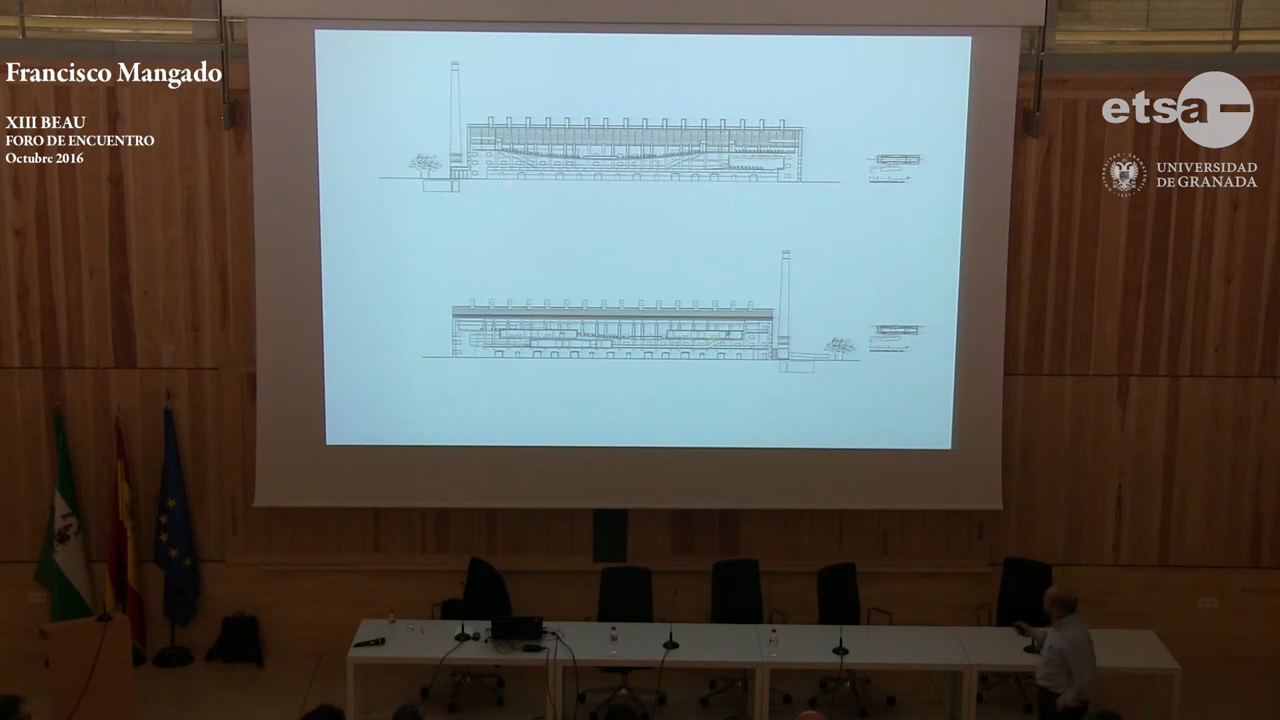 Francisco Mangado
XIII BEAU
FORO DE ENCUENTRO
Octubre 2016
etsa
UNIVERSIDAD
DE GRANADA